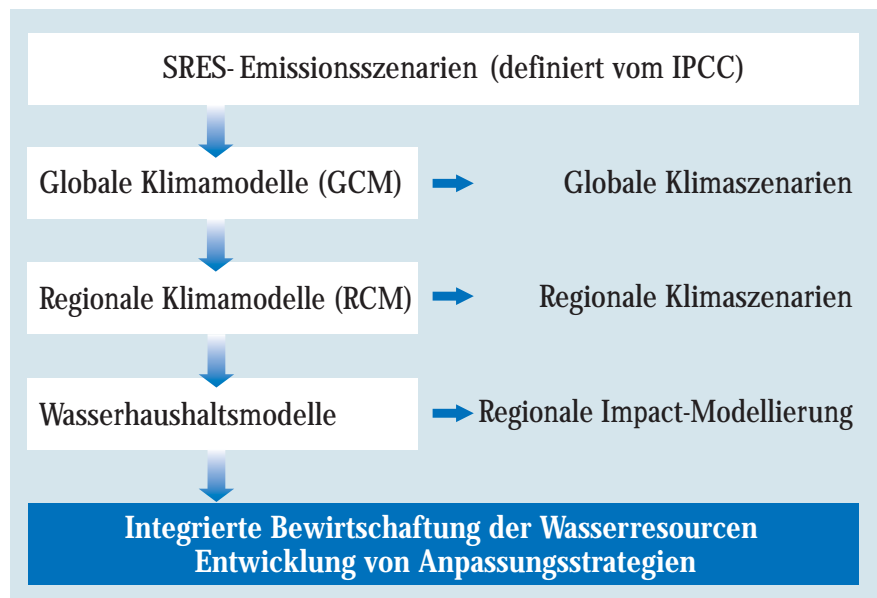 SRES-Emissionsszenarien (definiert vom IPCC)
Globale Klimamodelle (GCM)
Globale Klimaszenarien
Regionale Klimamodelle (RCM)
Regionale Klimaszenarien
Wasserhaushaltsmodelle
Regionale Impact-Modellierung
Integrierte Bewirtschaftung der Wasserresourcen
Entwicklung von Anpassungsstrategien